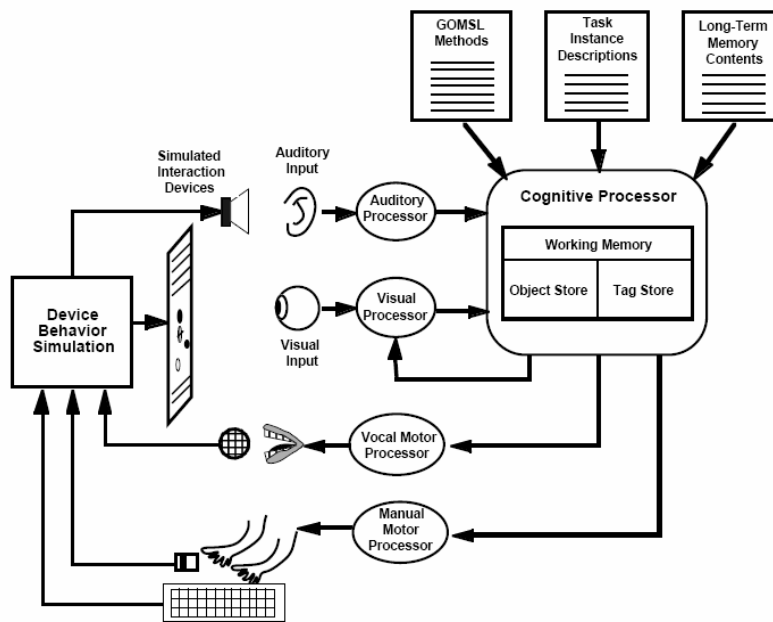 GOMSL
Methods
Task
Instance
Descriptions
Long-Term
Memory
Contents
Simulated
Interaction
Devices
Auditory
Input
Auditory
Processor
Cognitive Processor
Working Memory
Object Store
Tag Store
Device
Behavior
Simulation
Visual
Processor
Visual
Input
Vocal Motor
Processor
Manual
Motor
Processor